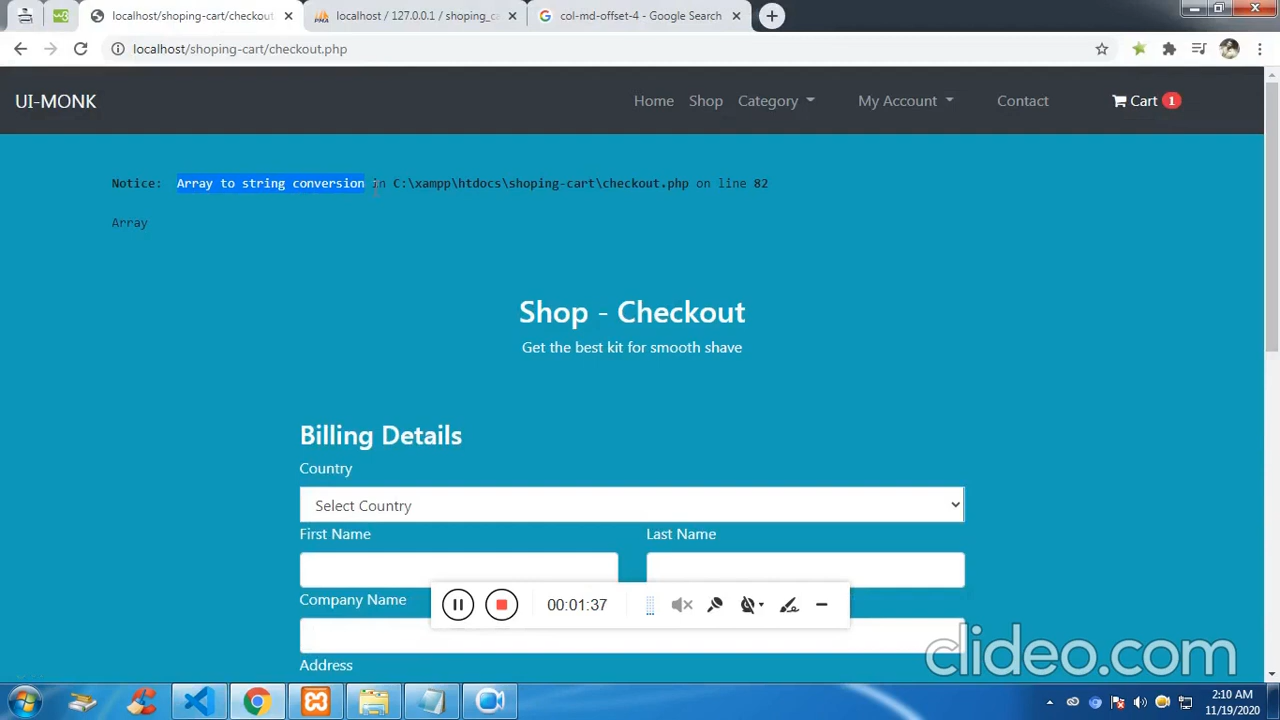 localhost/shoping-cart/checkout
localhost / 127.0.0.1 / shoping_ca
col-md-offset-4 - Google Search
localhost/shoping-cart/checkout.php
UI-MONK
Home
Shop
Category
My Account
Contact
Cart 1
Notice: Array to string conversion in C:\xampp\htdocs\shoping-cart\checkout.php on line 82
Array
Shop - Checkout
Get the best kit for smooth shave
Billing Details
Country
Select Country
First Name
Last Name
Company Name
00:01:37
Address
clideo.com
2:10 AM
11/19/2020